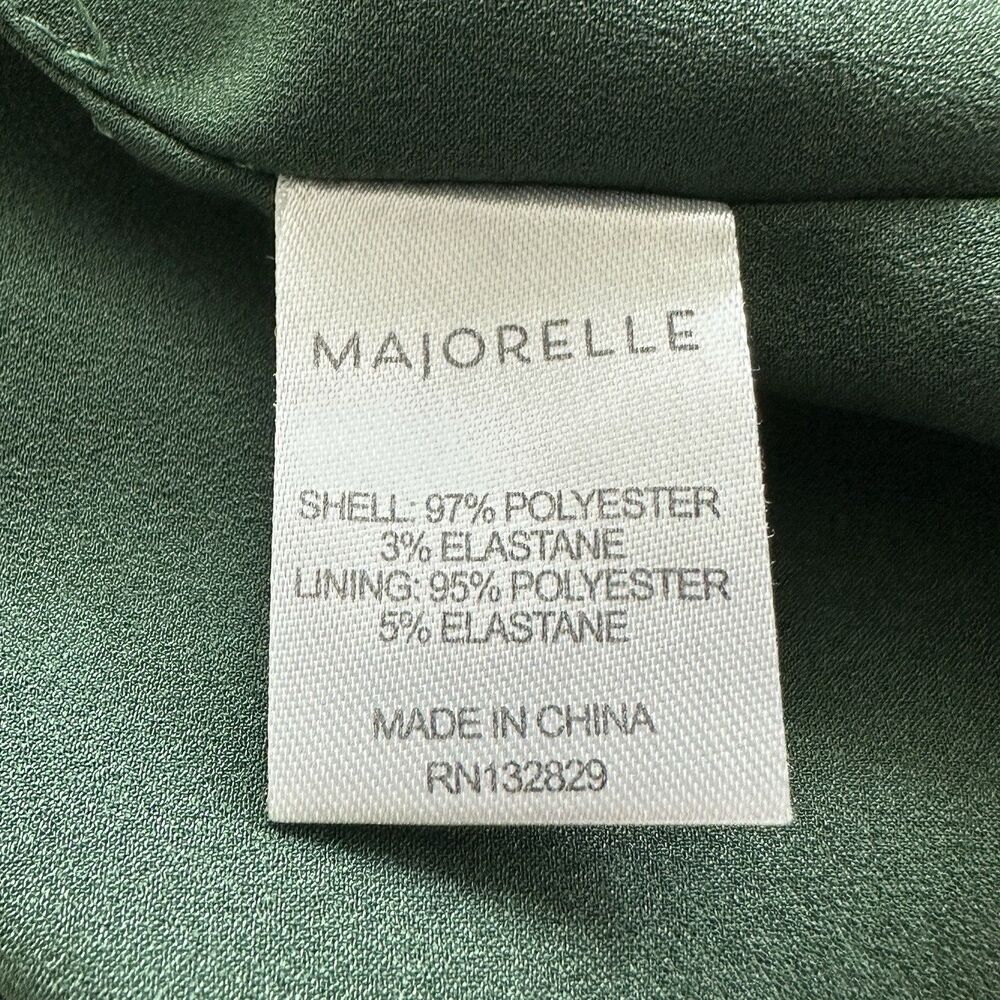 MAJORELLE
SHELL: 97% POLYESTER
3% ELASTANE
LINING: 95% POLYESTER
5% ELASTANE
MADE IN CHINA
RN132829